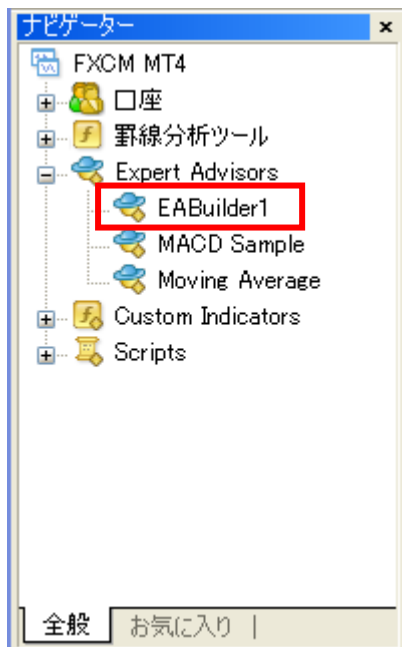 ナビゲーター
FXCM MT4
口座
罫線分析ツール
Expert Advisors
EABuilder1
MACD Sample
Moving Average
Custom Indicators
Scripts
全般 お気に入り